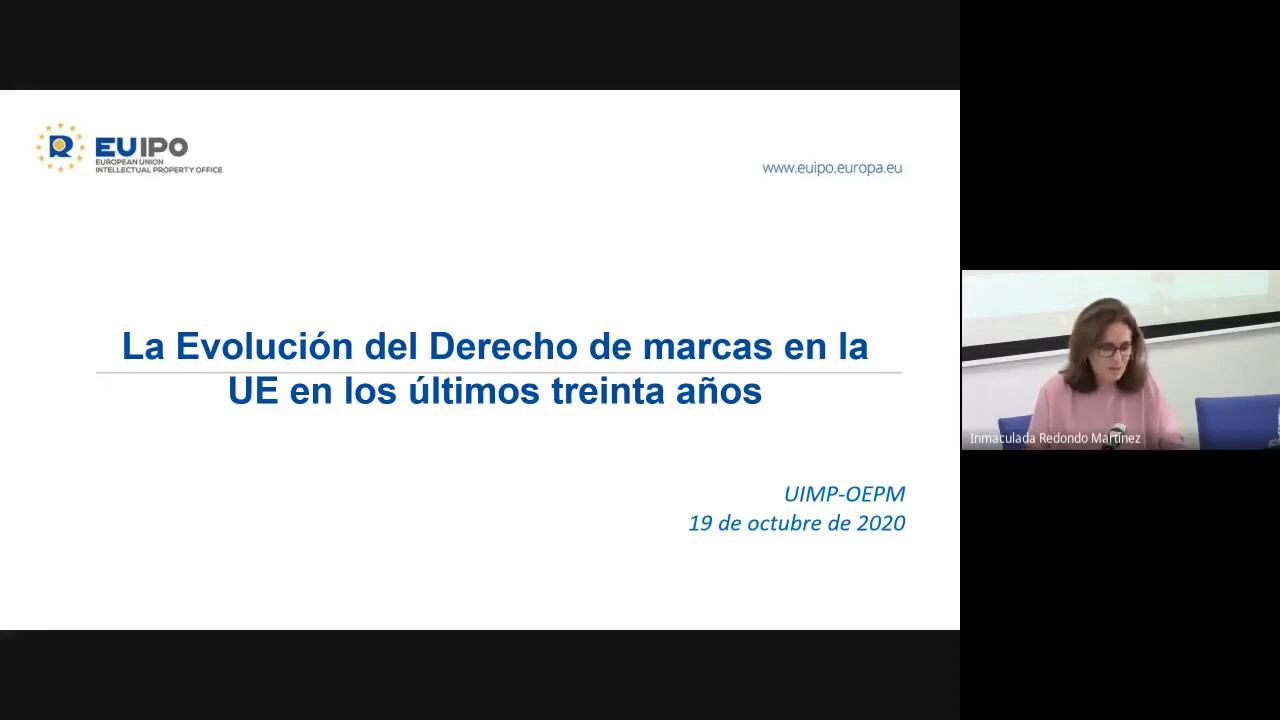 EUIPO
EUROPEAN UNION
INTELLECTUAL PROPERTY OFFICE
www.euipo.europa.eu
La Evolución del Derecho de marcas en la
UE en los últimos treinta años
UIMP-OEPM
19 de octubre de 2020
Inmaculada Redondo Martínez